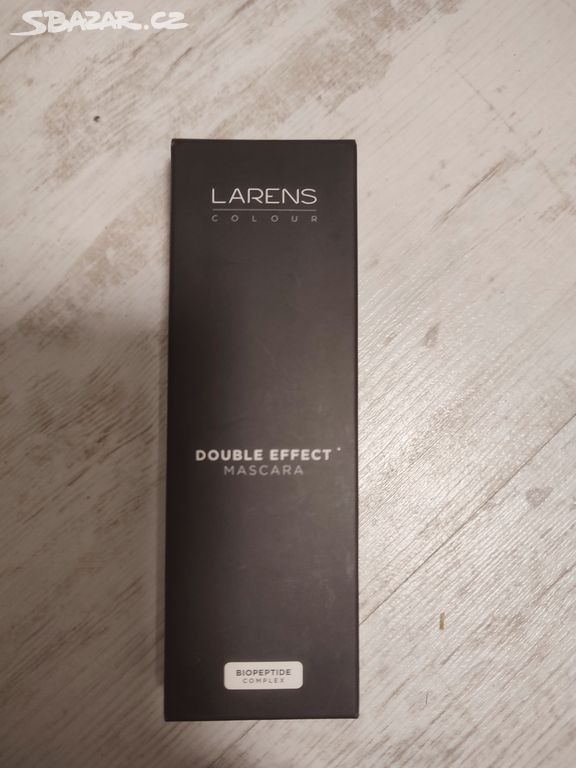 SBAZAR.CZ
LARENS
COLOUR
DOUBLE EFFECT
MASCARA
BIOPEPTIDE
COMPLEX